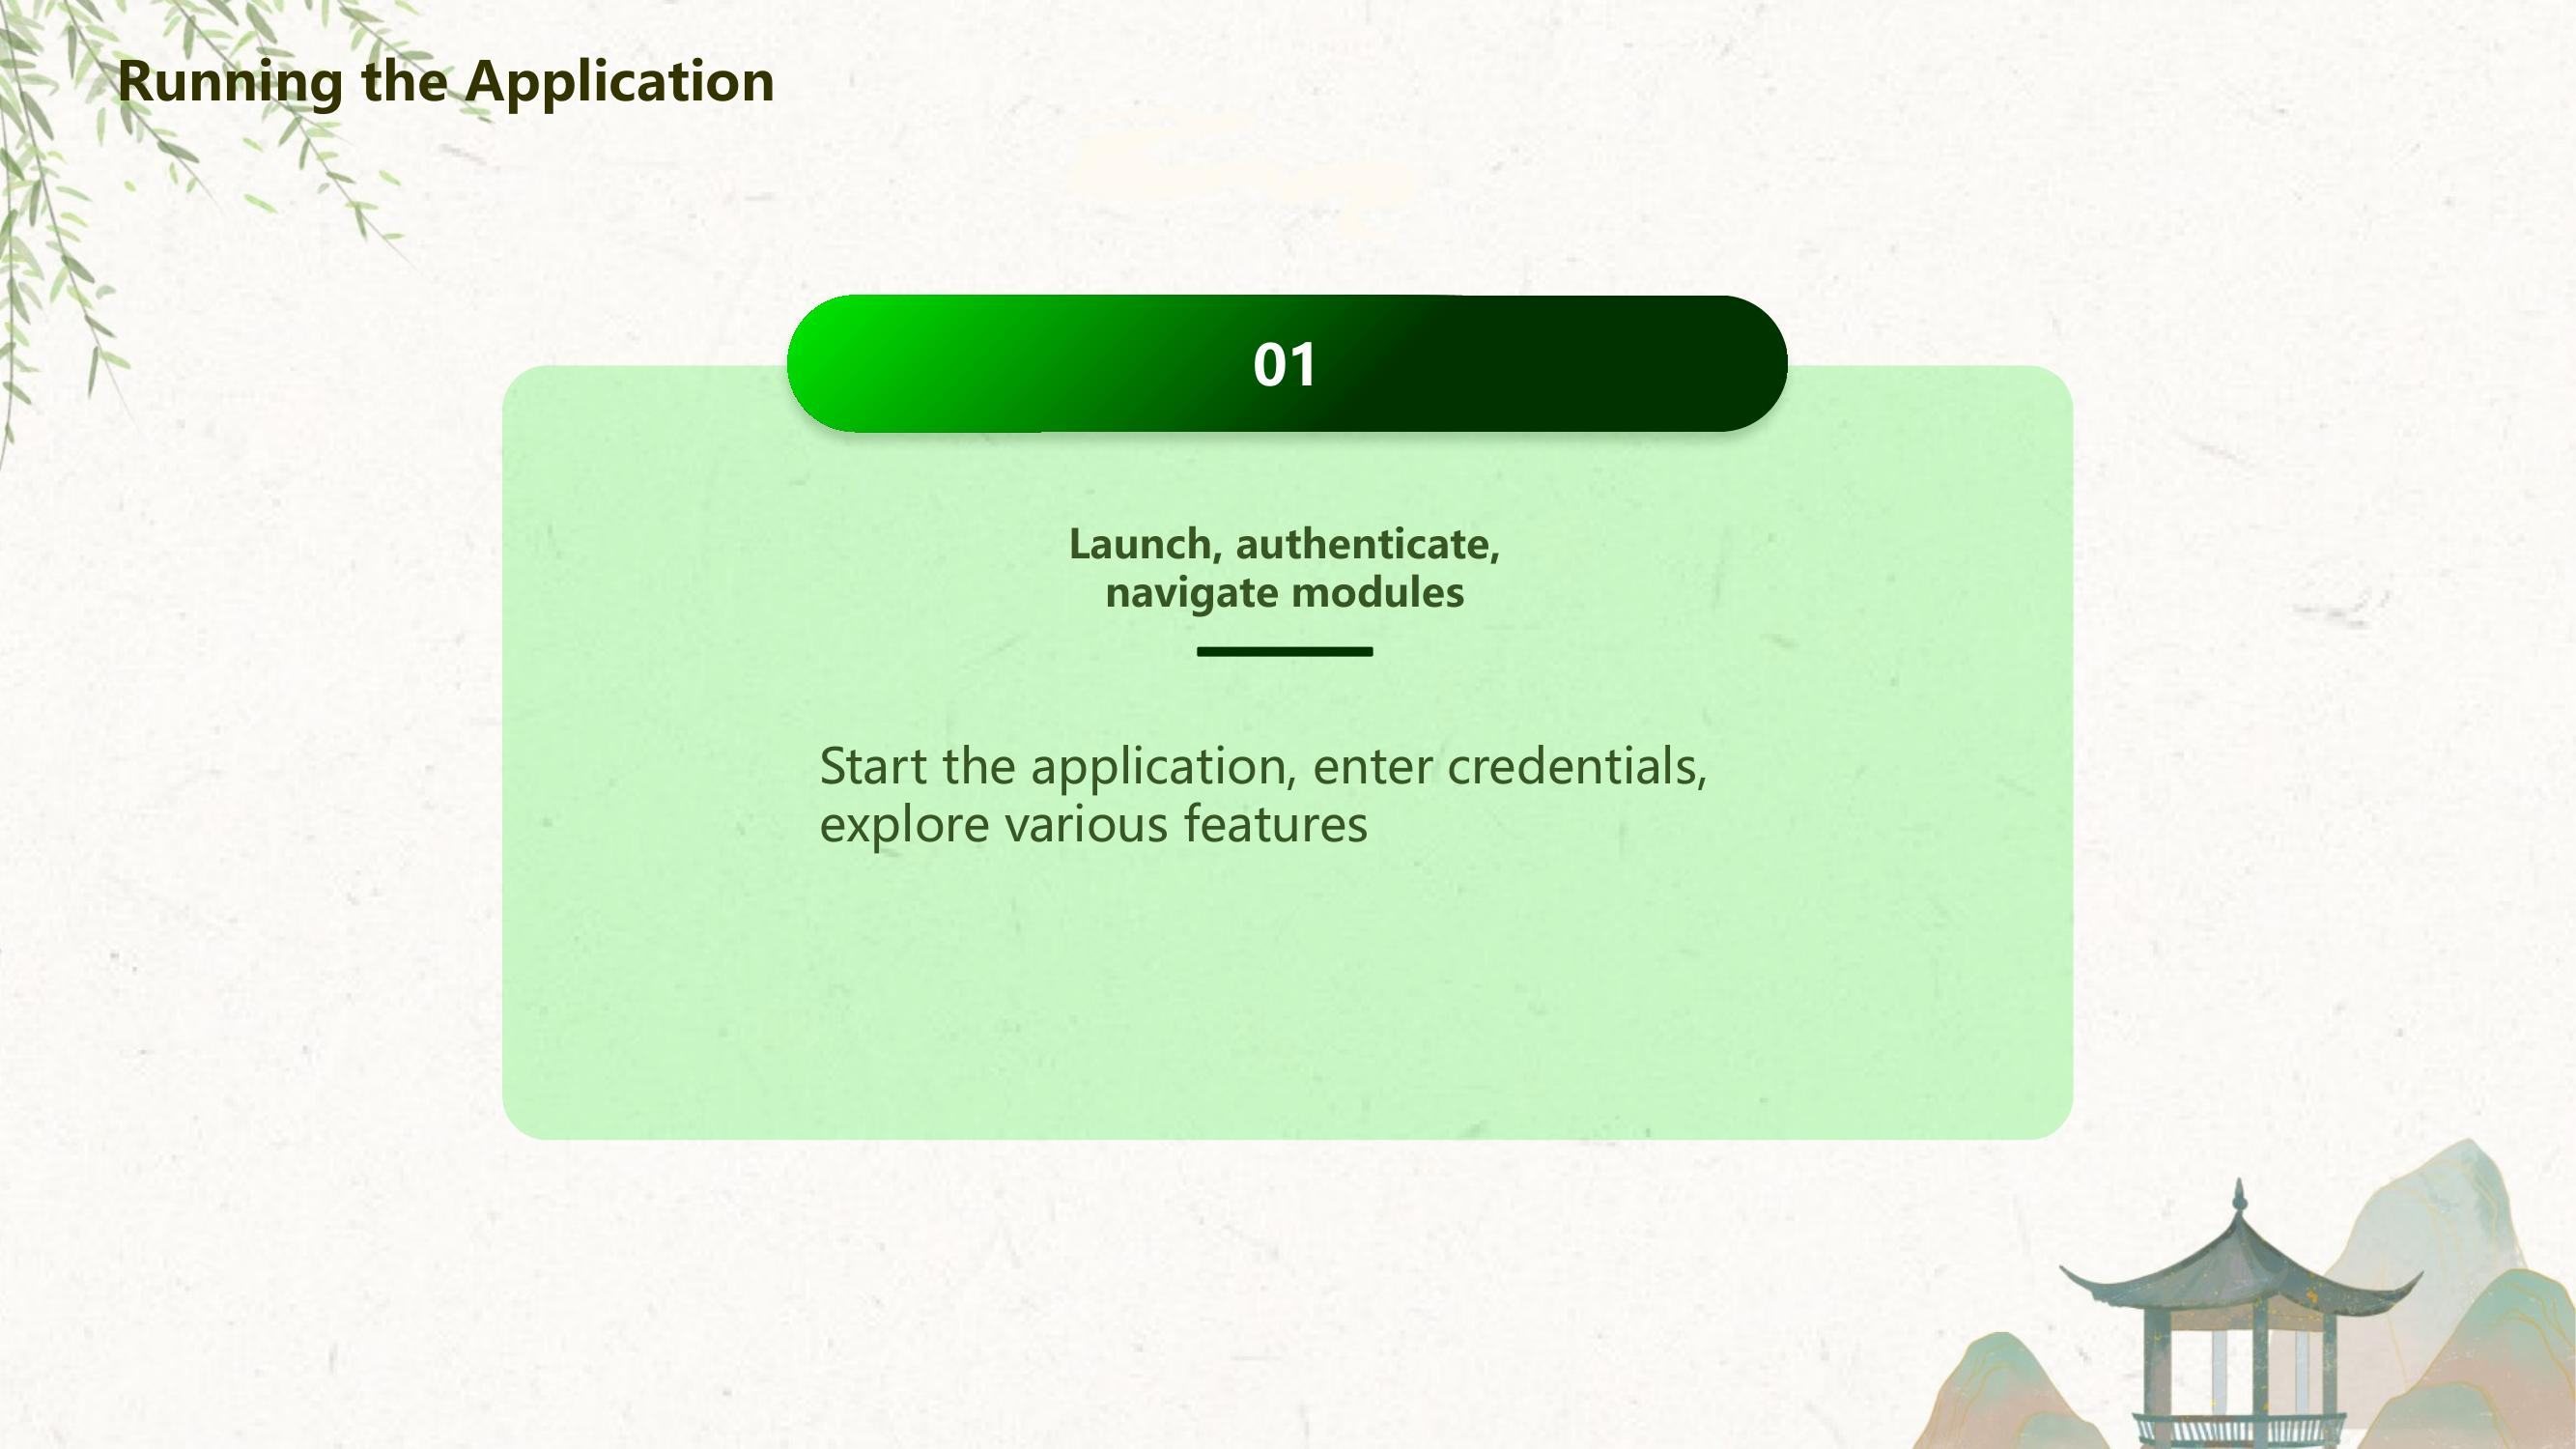 Running the Application
01
Launch, authenticate,
navigate modules
Start the application, enter credentials,
explore various features